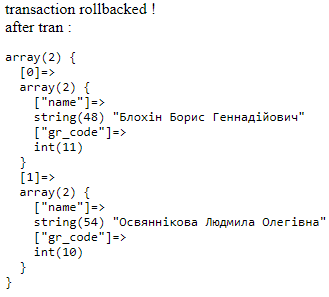 transaction rollbacked !
after tran :
array(2) {
  [0]=>
  array(2) {
    ["name"]=>
    string(48) "Блохін Борис Геннадійович"
    ["gr_code"]=>
    int(11)
  }
  [1]=>
  array(2) {
    ["name"]=>
    string(54) "Освяннікова Людмила Олегівна"
    ["gr_code"]=>
    int(10)
  }
}